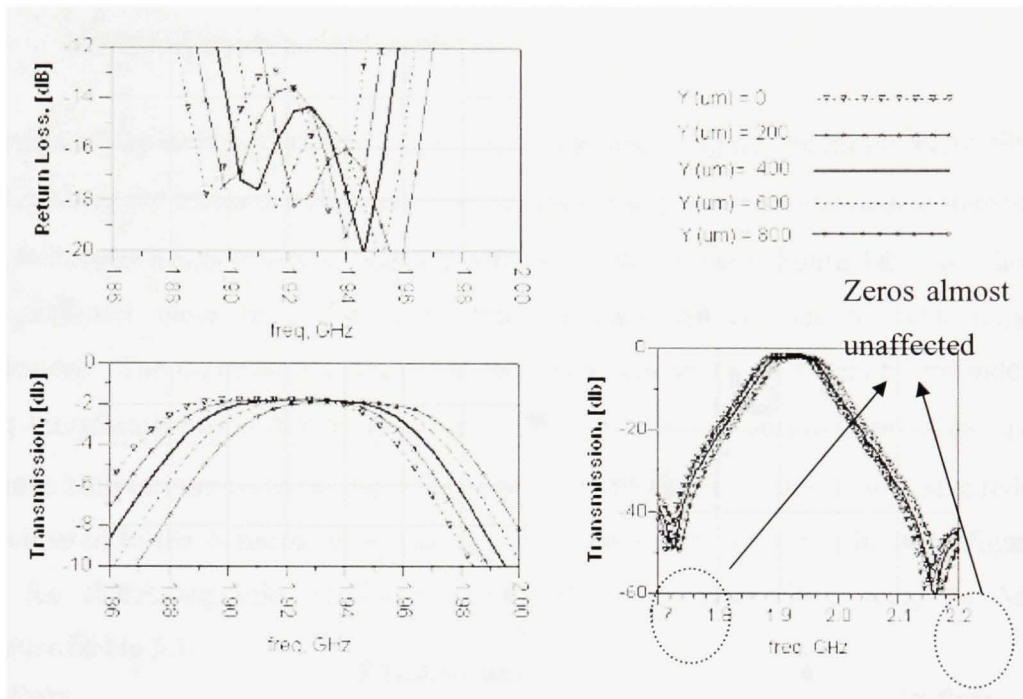 -12
-14
-16
-18
-20
Return Loss, [dB]
1.86
1.88
1.90
1.92
1.94
1.96
1.98
2.00
freq, GHz
Y (um) = 0
Y (um) = 200
Y (um) = 400
Y (um) = 600
Y (um) = 800
Zeros almost
unaffected
0
-2
-4
-6
-8
-10
Transmission, [db]
1.86
1.88
1.90
1.92
1.94
1.96
1.98
2.00
freq, GHz
0
-20
-40
-60
Transmission, [db]
1.7
1.8
1.9
2.0
2.1
2.2
freq, GHz